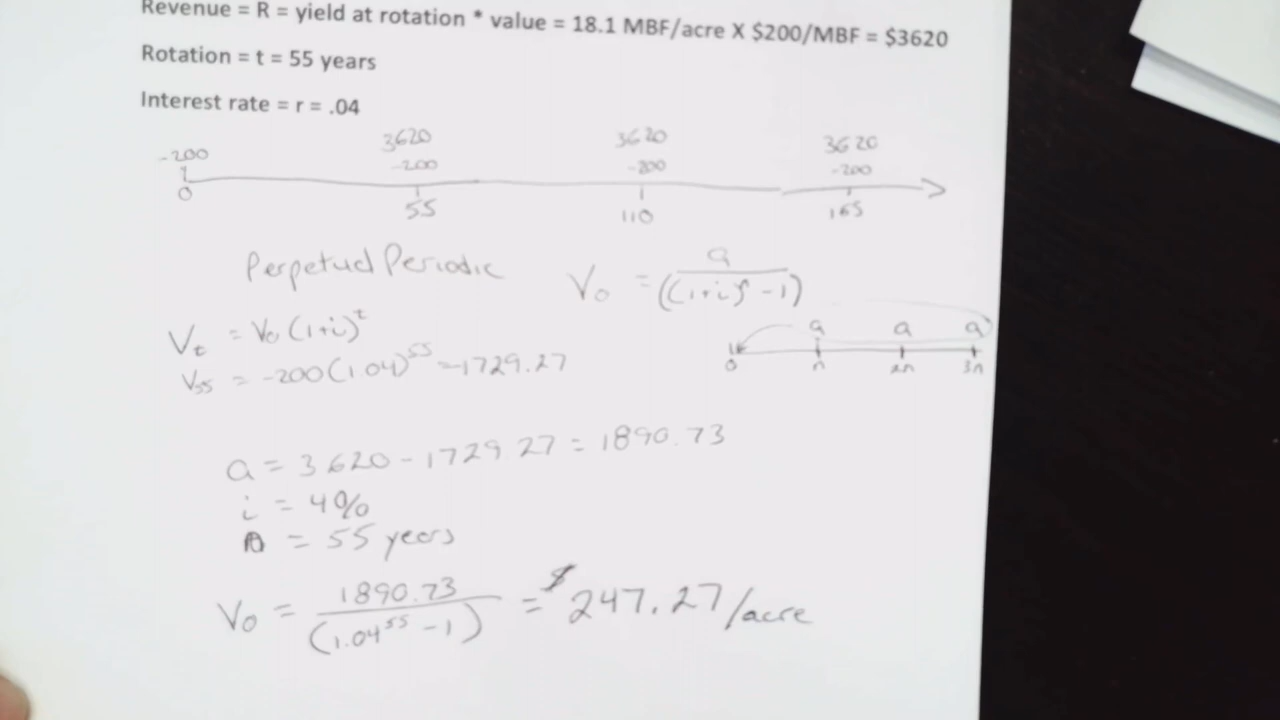 Revenue = R = yield at rotation * value = 18.1 MBF/acre X $200/MBF = $3620
Rotation = t = 55 years
Interest rate = r = .04
3620 3620 3620
-200 -200 -200 -200
0 55 110 165
Perpetual Periodic V₀ = a / ((1+i)ⁿ - 1)
Vₜ = V₀ (1+i)ᵗ
a a a
0 n 2n 3n
V₅₅ = -200 (1.04)⁵⁵ = -1729.27
a = 3620 - 1729.27 = 1890.73
i = 4%
n = 55 years
V₀ = 1890.73 / (1.04⁵⁵ - 1) = $247.27/acre